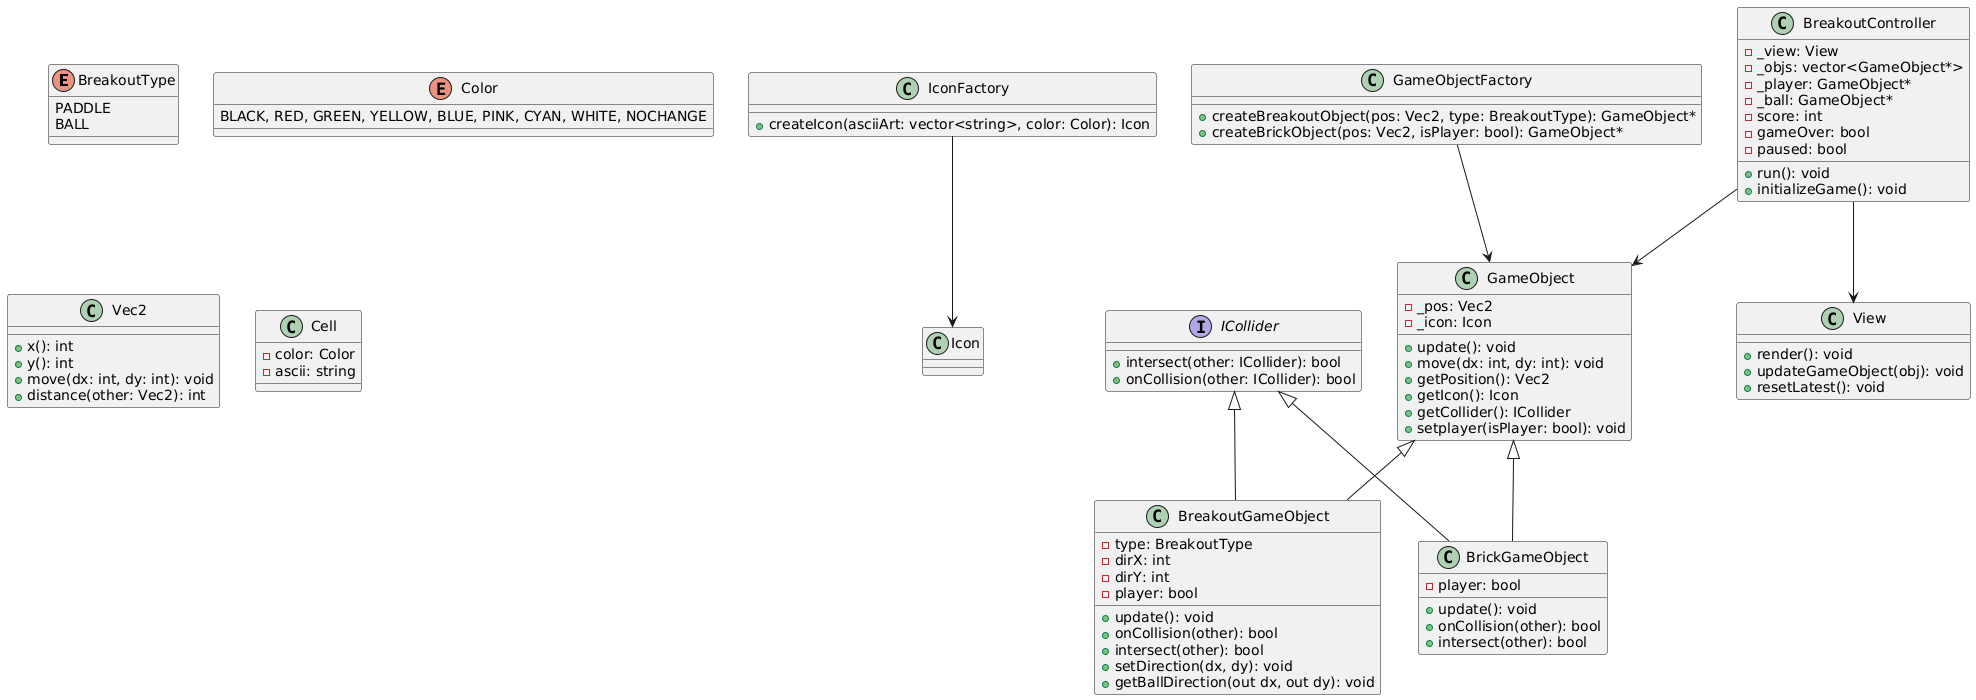 E BreakoutType
PADDLE
BALL
E Color
BLACK, RED, GREEN, YELLOW, BLUE, PINK, CYAN, WHITE, NOCHANGE
C IconFactory
createIcon(asciiArt: vector<string>, color: Color): Icon
C GameObjectFactory
createBreakoutObject(pos: Vec2, type: BreakoutType): GameObject*
createBrickObject(pos: Vec2, isPlayer: bool): GameObject*
C BreakoutController
_view: View
_objs: vector<GameObject*>
_player: GameObject*
_ball: GameObject*
score: int
gameOver: bool
paused: bool
run(): void
initializeGame(): void
C Vec2
x(): int
y(): int
move(dx: int, dy: int): void
distance(other: Vec2): int
C Cell
color: Color
ascii: string
C Icon
I ICollider
intersect(other: ICollider): bool
onCollision(other: ICollider): bool
C GameObject
_pos: Vec2
_icon: Icon
update(): void
move(dx: int, dy: int): void
getPosition(): Vec2
getIcon(): Icon
getCollider(): ICollider
setplayer(isPlayer: bool): void
C View
render(): void
updateGameObject(obj): void
resetLatest(): void
C BreakoutGameObject
type: BreakoutType
dirX: int
dirY: int
player: bool
update(): void
onCollision(other): bool
intersect(other): bool
setDirection(dx, dy): void
getBallDirection(out dx, out dy): void
C BrickGameObject
player: bool
update(): void
onCollision(other): bool
intersect(other): bool